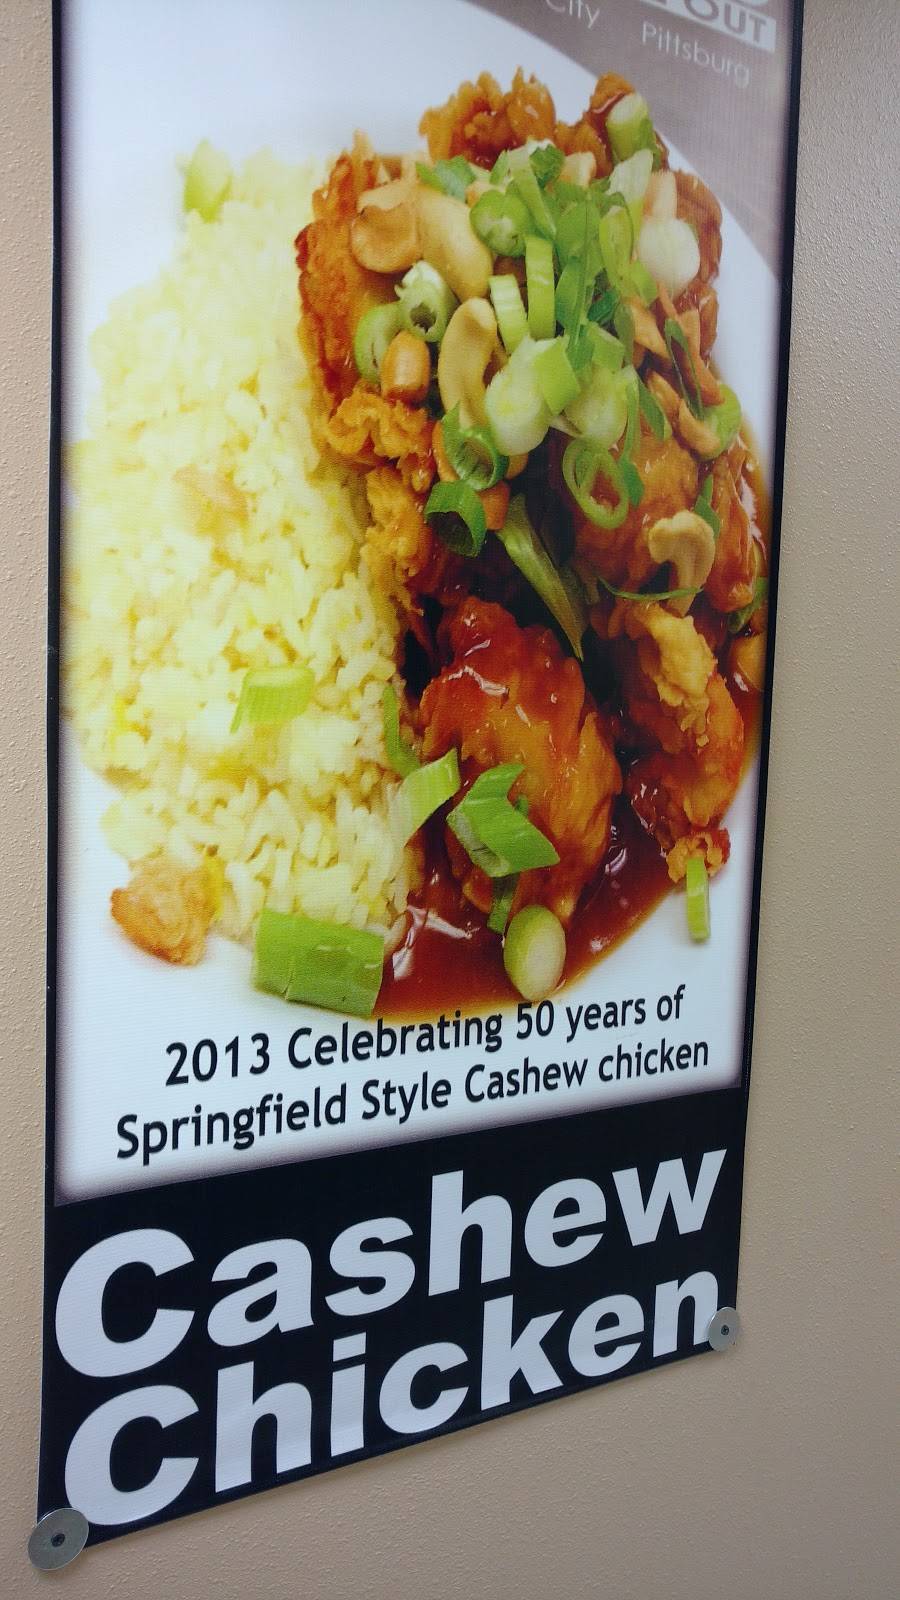 OUT
City Pittsburg
2013 Celebrating 50 years of
Springfield Style Cashew chicken
Cashew
Chicken